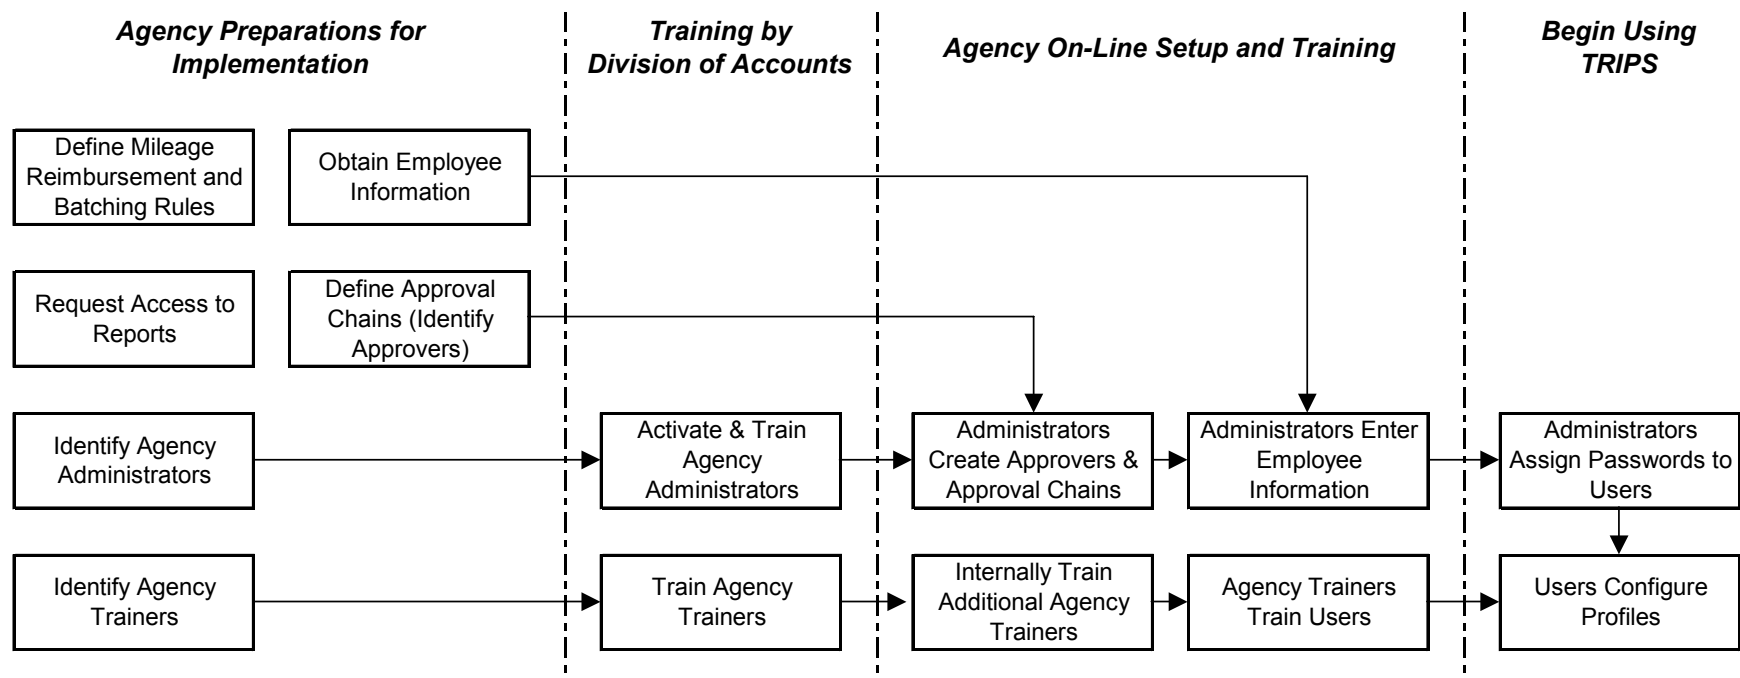 Agency Preparations for
Implementation
Training by
Division of Accounts
Agency On-Line Setup and Training
Begin Using
TRIPS
Define Mileage
Reimbursement and
Batching Rules
Obtain Employee
Information
Request Access to
Reports
Define Approval
Chains (Identify
Approvers)
Identify Agency
Administrators
Activate & Train
Agency
Administrators
Administrators
Create Approvers &
Approval Chains
Administrators Enter
Employee
Information
Administrators
Assign Passwords to
Users
Identify Agency
Trainers
Train Agency
Trainers
Internally Train
Additional Agency
Trainers
Agency Trainers
Train Users
Users Configure
Profiles